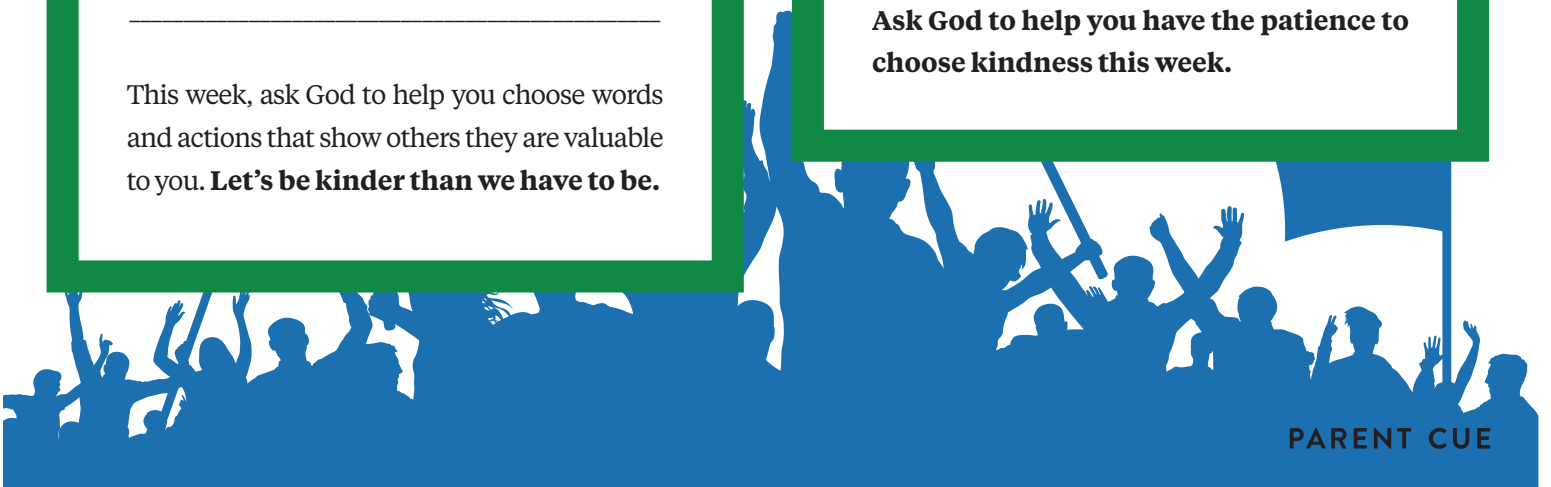 This week, ask God to help you choose words
and actions that show others they are valuable
to you. Let's be kinder than we have to be.
Ask God to help you have the patience to
choose kindness this week.
PARENT CUE